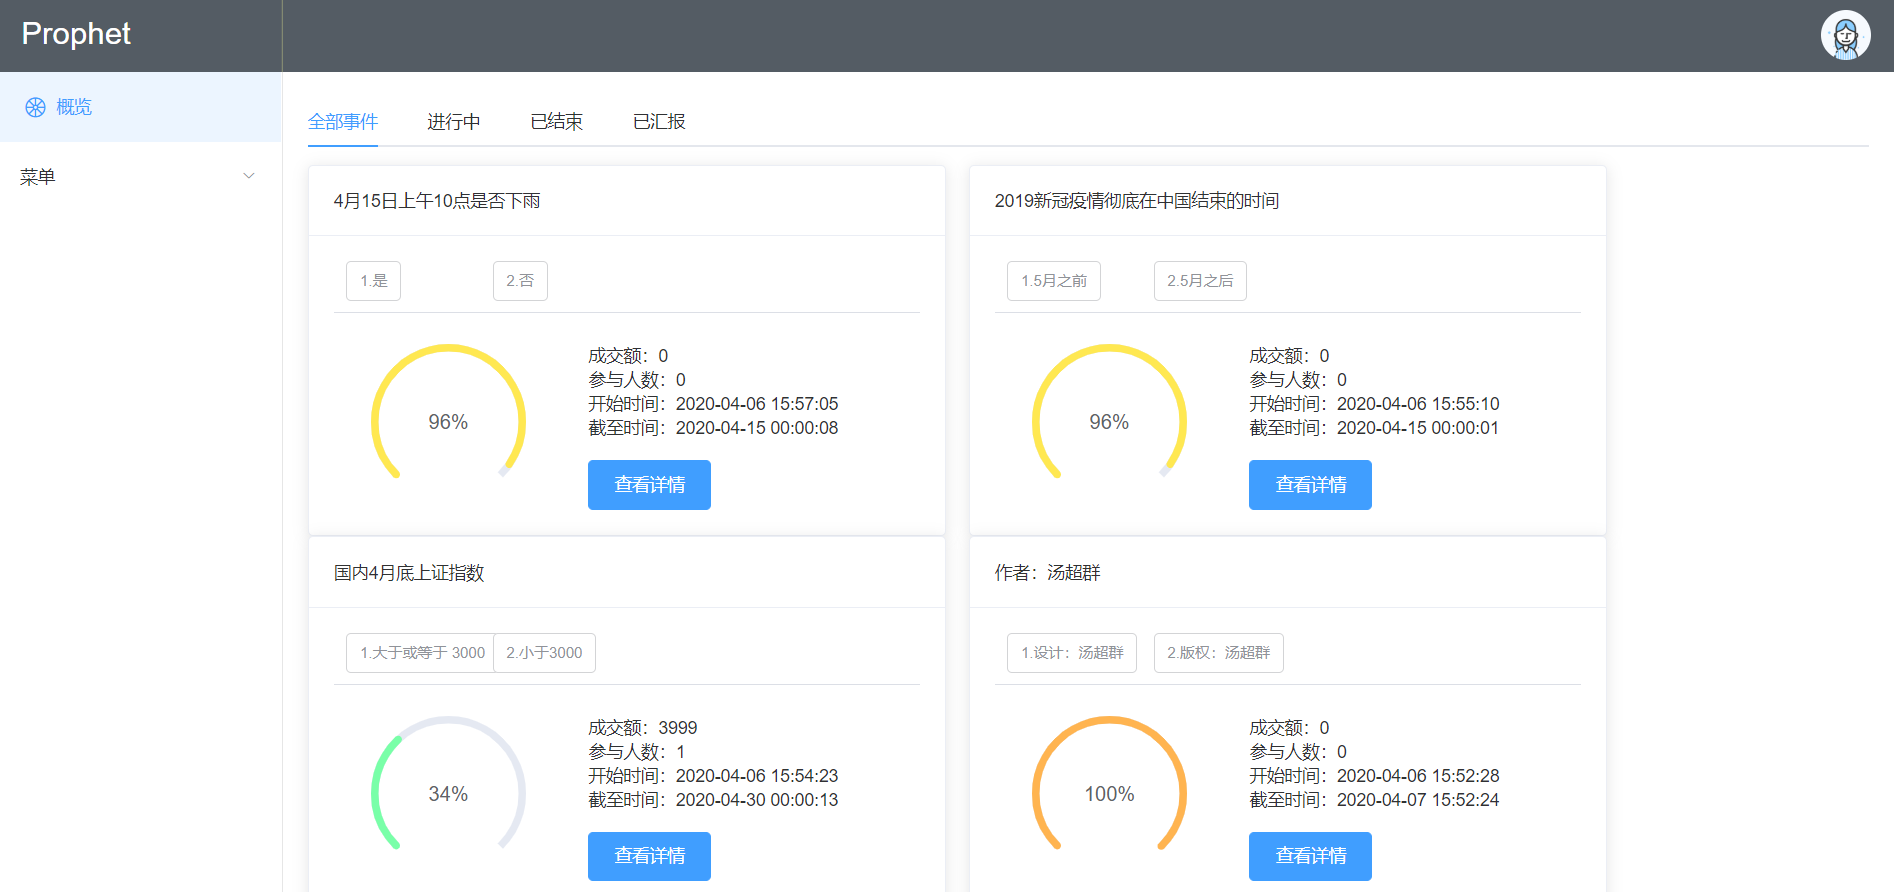 Prophet
概览
菜单
全部事件 进行中 已结束 已汇报
4月15日上午10点是否下雨
1.是 2.否
96%
成交额：0
参与人数：0
开始时间：2020-04-06 15:57:05
截至时间：2020-04-15 00:00:08
查看详情
2019新冠疫情彻底在中国结束的时间
1.5月之前 2.5月之后
96%
成交额：0
参与人数：0
开始时间：2020-04-06 15:55:10
截至时间：2020-04-15 00:00:01
查看详情
国内4月底上证指数
1.大于或等于 3000 2.小于3000
34%
成交额：3999
参与人数：1
开始时间：2020-04-06 15:54:23
截至时间：2020-04-30 00:00:13
查看详情
作者：汤超群
1.设计：汤超群 2.版权：汤超群
100%
成交额：0
参与人数：0
开始时间：2020-04-06 15:52:28
截至时间：2020-04-07 15:52:24
查看详情